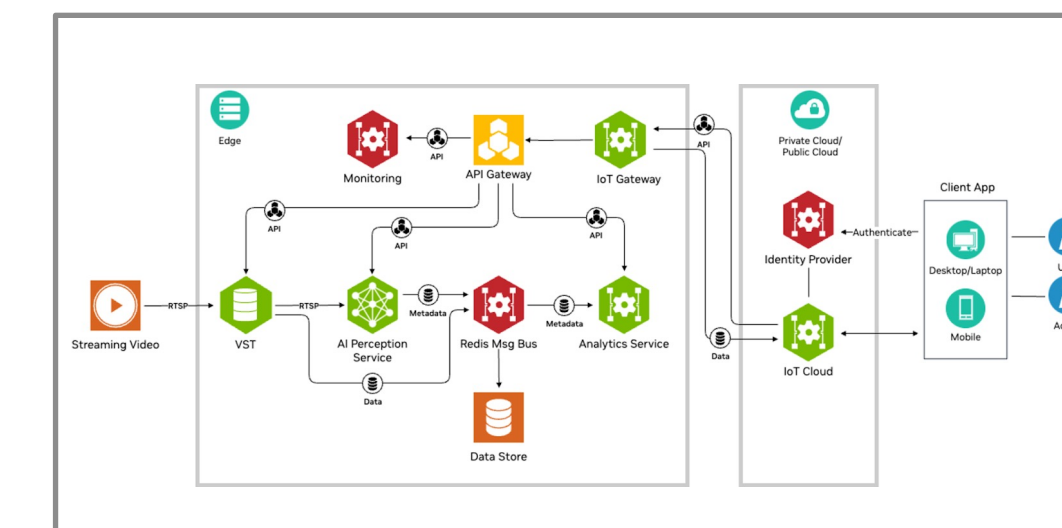 Edge
Monitoring
API
API Gateway
IoT Gateway
API
Private Cloud/
Public Cloud
Client App
API
API
API
Authenticate
Identity Provider
Desktop/Laptop
Streaming Video
RTSP
VST
RTSP
AI Perception
Service
Metadata
Redis Msg Bus
Metadata
Analytics Service
Data
Data
IoT Cloud
Mobile
Data Store